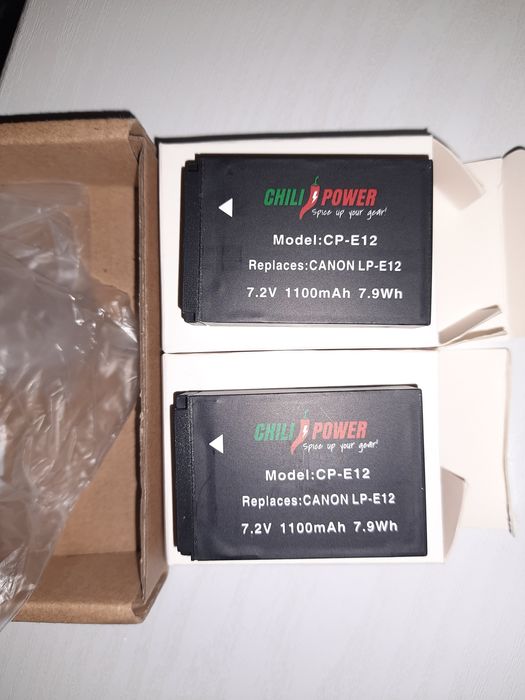 CHILI POWER
Spice up your gear!
Model:CP-E12
Replaces:CANON LP-E12
7.2V 1100mAh 7.9Wh
CHILI POWER
Spice up your gear!
Model:CP-E12
Replaces:CANON LP-E12
7.2V 1100mAh 7.9Wh